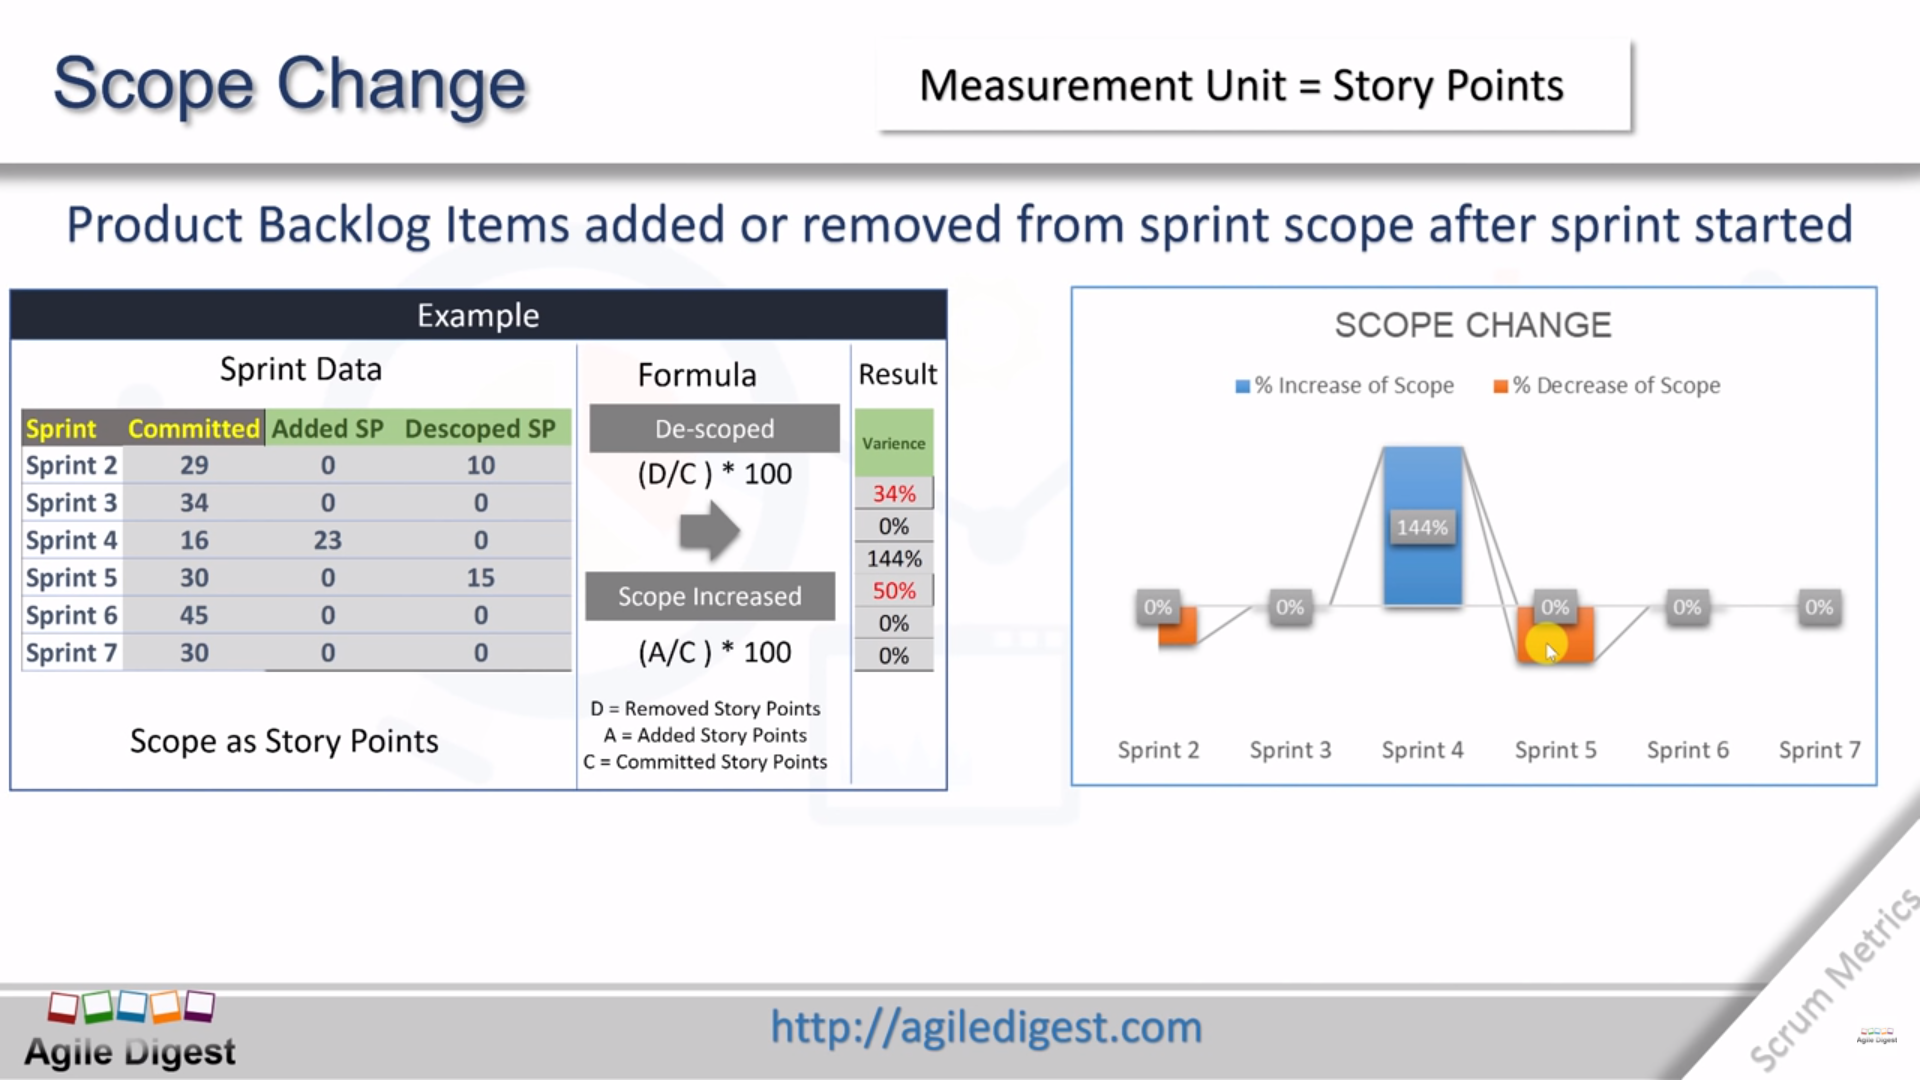 Scope Change
Measurement Unit = Story Points
Product Backlog Items added or removed from sprint scope after sprint started
Example
Sprint Data
Sprint Committed Added SP Descoped SP
Sprint 2 29 0 10
Sprint 3 34 0 0
Sprint 4 16 23 0
Sprint 5 30 0 15
Sprint 6 45 0 0
Sprint 7 30 0 0
Scope as Story Points
Formula
De-scoped
(D/C ) * 100
Scope Increased
(A/C ) * 100
D = Removed Story Points
A = Added Story Points
C = Committed Story Points
Result
Varience
34%
0%
144%
50%
0%
0%
SCOPE CHANGE
% Increase of Scope % Decrease of Scope
144%
0% 0% 0% 0% 0%
Sprint 2 Sprint 3 Sprint 4 Sprint 5 Sprint 6 Sprint 7
Scrum Metrics
Agile Digest
http://agiledigest.com
Agile Digest